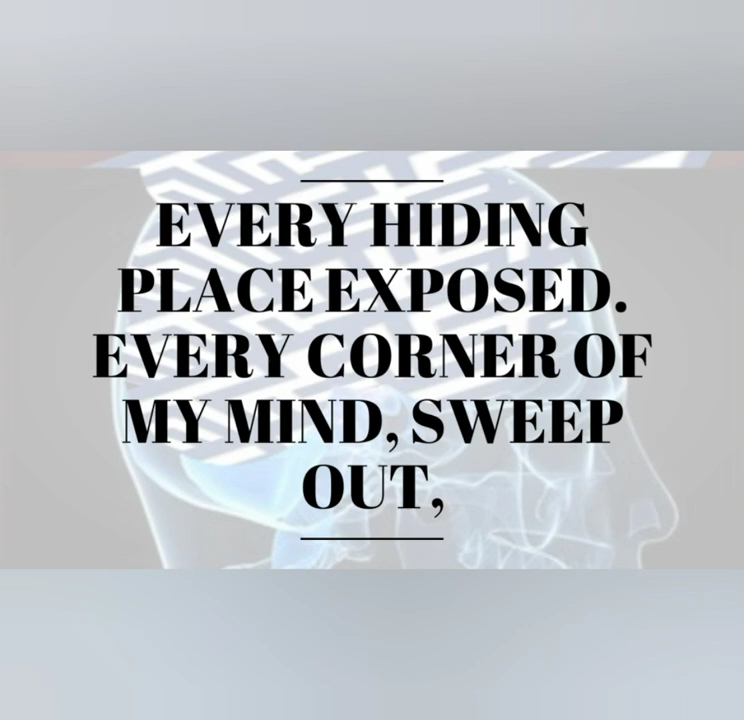 EVERY HIDING
PLACE EXPOSED.
EVERY CORNER OF
MY MIND, SWEEP
OUT,